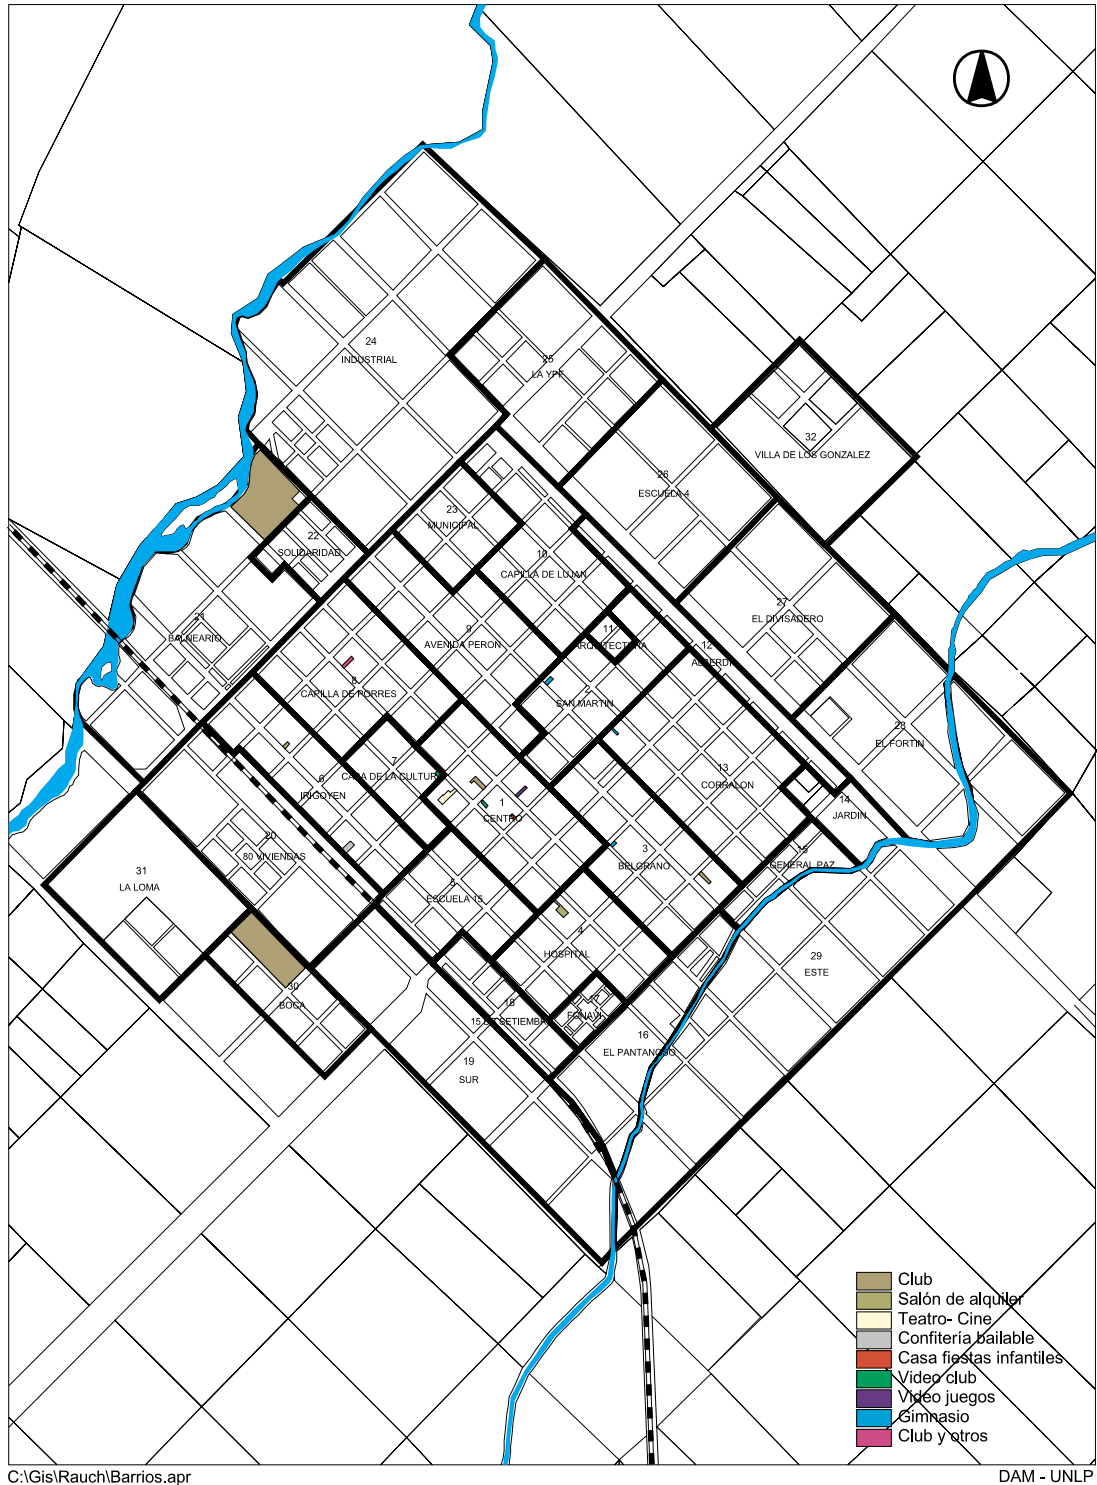 24
INDUSTRIAL
25
LA YPF
32
VILLA DE LOS GONZALEZ
26
ESCUELA 4
23
MUNICIPAL
22
SOLIDARIDAD
10
CAPILLA DE LUJAN
27
EL DIVISADERO
21
BALNEARIO
9
AVENIDA PERON
11
ARQUITECTURA
12
ALBERDI
8
CAPILLA DE PORRES
2
SAN MARTIN
28
EL FORTIN
7
CASA DE LA CULTURA
6
IRIGOYEN
13
CORRALON
1
CENTRO
14
JARDIN
20
80 VIVIENDAS
3
BELGRANO
15
GENERAL PAZ
31
LA LOMA
5
ESCUELA 15
4
HOSPITAL
29
ESTE
30
BOCA
18
15 DE SETIEMBRE
17
FONAVI
16
EL PANTANOSO
19
SUR
Club
Salón de alquiler
Teatro- Cine
Confitería bailable
Casa fiestas infantiles
Video club
Video juegos
Gimnasio
Club y otros
C:\Gis\Rauch\Barrios.apr
DAM - UNLP